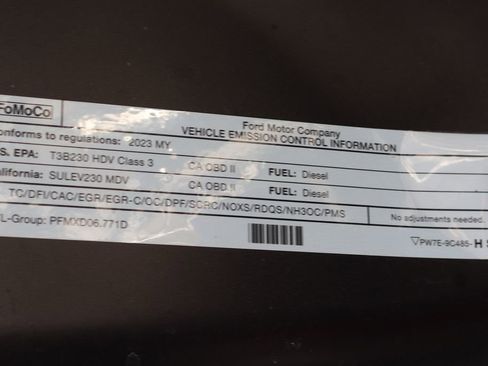 FoMoCo
Ford Motor Company
VEHICLE EMISSION CONTROL INFORMATION
onforms to regulations: 2023 MY
S. EPA: T3B230 HDV Class 3 CA OBD II FUEL: Diesel
alifornia: SULEV230 MDV CA OBD II FUEL: Diesel
TC/DFI/CAC/EGR/EGR-C/OC/DPF/SCRC/NOXS/RDQS/NH3OC/PMS No adjustments needed.
L-Group: PFMXD06.771D
PW7E-9C485- H